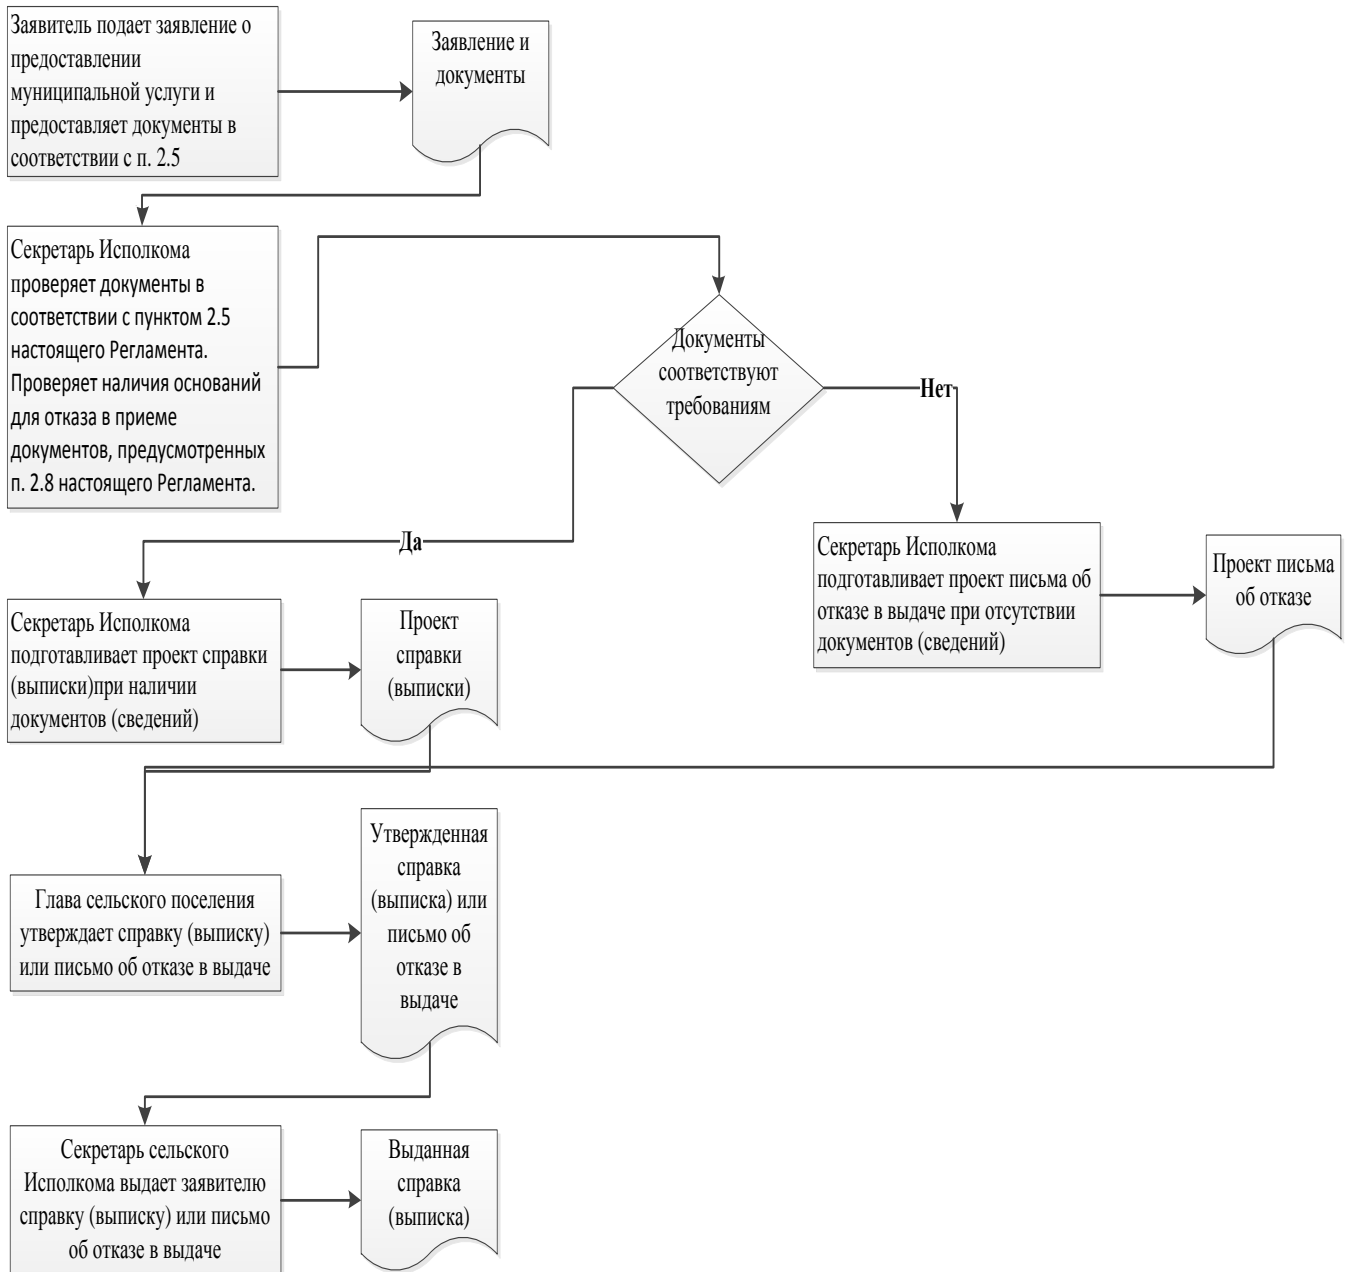 Заявитель подает заявление о
предоставлении
муниципальной услуги и
предоставляет документы в
соответствии с п. 2.5
Заявление и
документы
Секретарь Исполкома
проверяет документы в
соответствии с пунктом 2.5
настоящего Регламента.
Проверяет наличия оснований
для отказа в приеме
документов, предусмотренных
п. 2.8 настоящего Регламента.
Документы
соответствуют
требованиям
Нет
Да
Секретарь Исполкома
подготавливает проект письма об
отказе в выдаче при отсутствии
документов (сведений)
Проект письма
об отказе
Секретарь Исполкома
подготавливает проект справки
(выписки)при наличии
документов (сведений)
Проект
справки
(выписки)
Глава сельского поселения
утверждает справку (выписку)
или письмо об отказе в выдаче
Утвержденная
справка
(выписка) или
письмо об
отказе в
выдаче
Секретарь сельского
Исполкома выдает заявителю
справку (выписку) или письмо
об отказе в выдаче
Выданная
справка
(выписка)